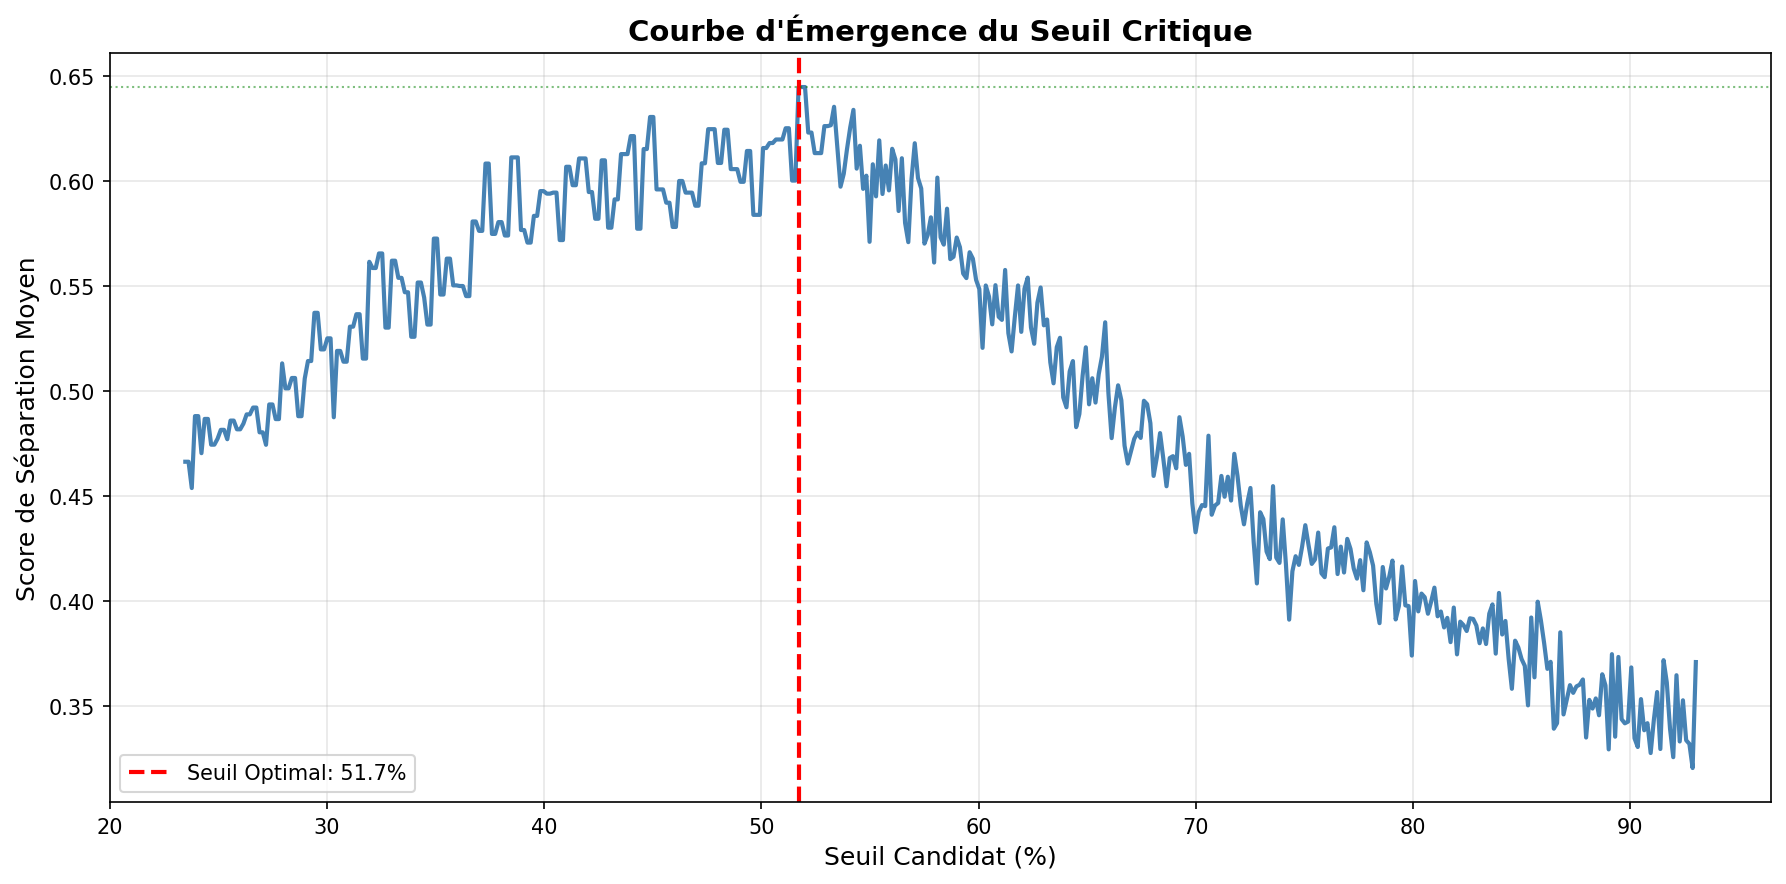 Courbe d'Émergence du Seuil Critique
Score de Séparation Moyen
0.65
0.60
0.55
0.50
0.45
0.40
0.35
Seuil Optimal: 51.7%
20 30 40 50 60 70 80 90
Seuil Candidat (%)